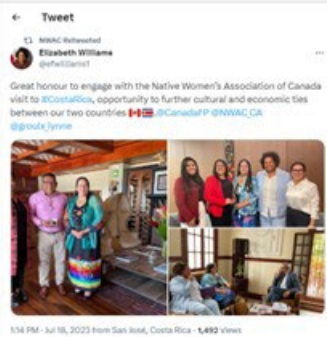 Tweet
NWAC Retweeted
Elizabeth Williams
@efwilliams1
Great honour to engage with the Native Women's Association of Canada
visit to #CostaRica, opportunity to further cultural and economic ties
between our two countries 🇨🇦🇨🇷 @CanadaFP @NWAC_CA
@groulx_lynne
1:14 PM · Jul 18, 2023 from San José, Costa Rica · 1,492 Views